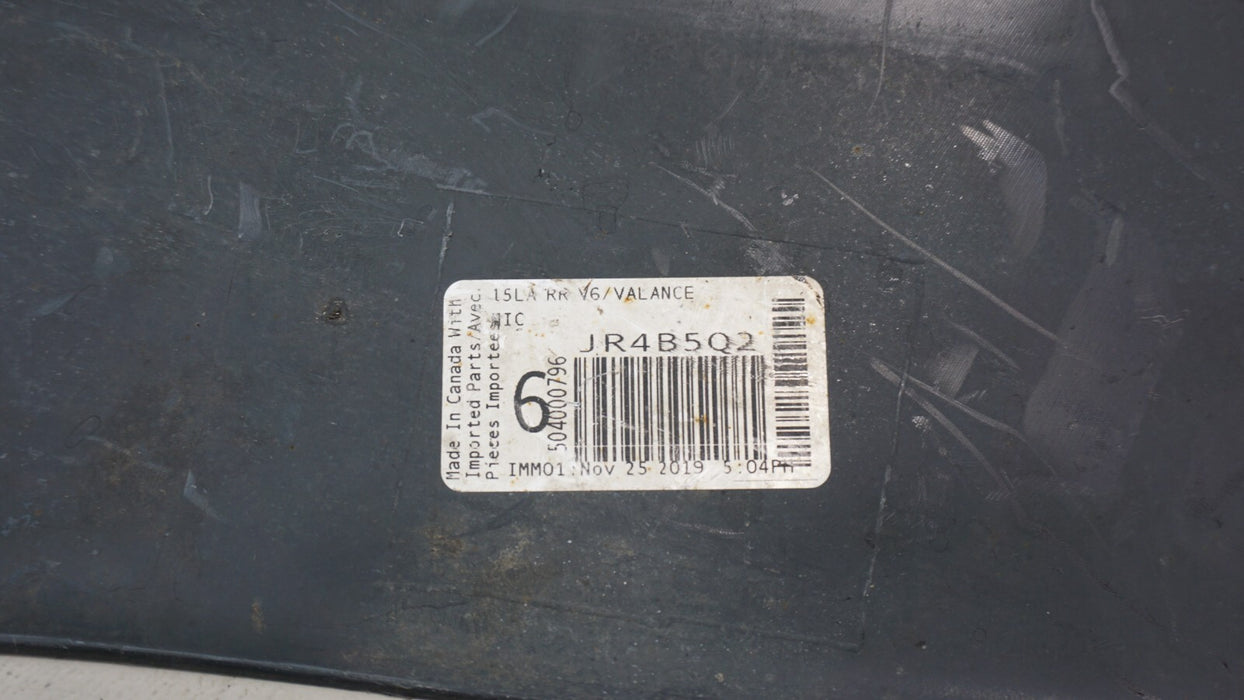 15LA RR V6/VALANCE
MIC
JR4B5Q2
6
504000796
IMM01:Nov 25 2019 5:04PM
Made In Canada With
Imported Parts/Avec
Pieces Importees